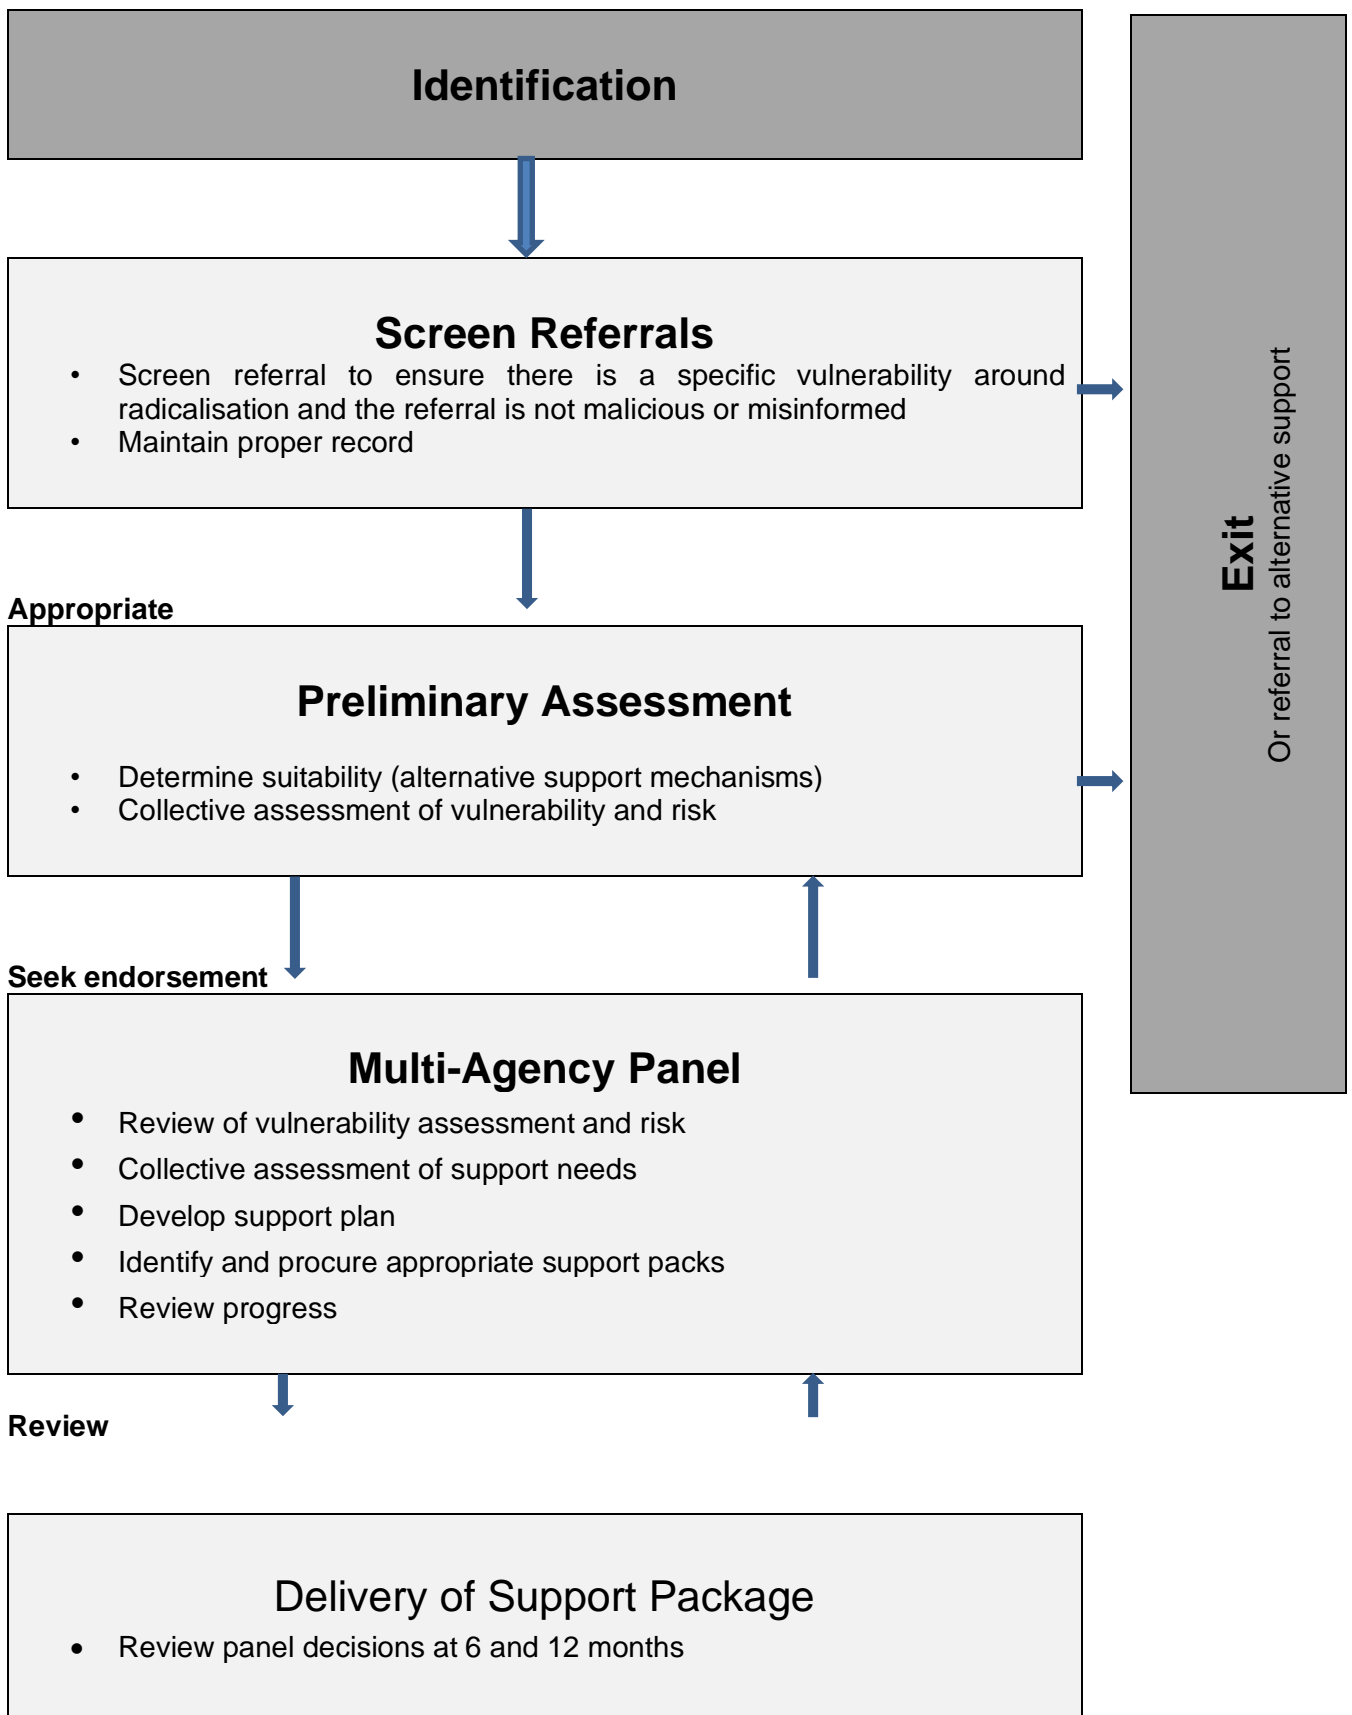 Identification
Screen Referrals
• Screen referral to ensure there is a specific vulnerability around
radicalisation and the referral is not malicious or misinformed
• Maintain proper record
Appropriate
Preliminary Assessment
• Determine suitability (alternative support mechanisms)
• Collective assessment of vulnerability and risk
Seek endorsement
Multi-Agency Panel
• Review of vulnerability assessment and risk
• Collective assessment of support needs
• Develop support plan
• Identify and procure appropriate support packs
• Review progress
Review
Delivery of Support Package
• Review panel decisions at 6 and 12 months
Exit
Or referral to alternative support